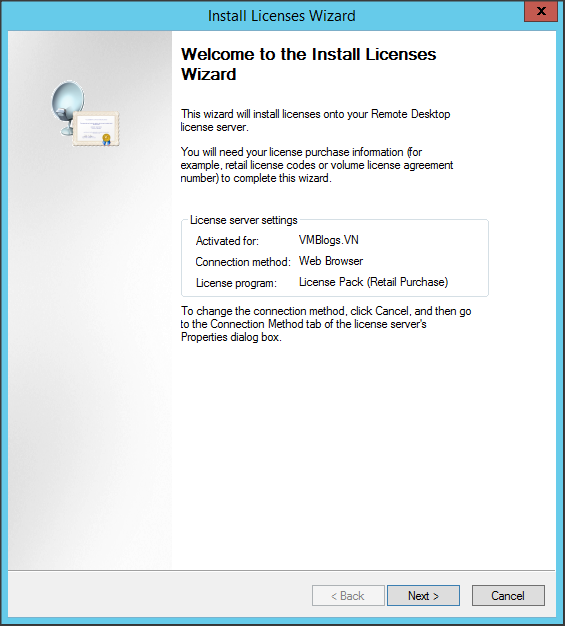 Install Licenses Wizard
x
Welcome to the Install Licenses
Wizard
This wizard will install licenses onto your Remote Desktop
license server.
You will need your license purchase information (for
example, retail license codes or volume license agreement
number) to complete this wizard.
License server settings
Activated for: VMBlogs.VN
Connection method: Web Browser
License program: License Pack (Retail Purchase)
To change the connection method, click Cancel, and then go
to the Connection Method tab of the license server's
Properties dialog box.
< Back Next > Cancel